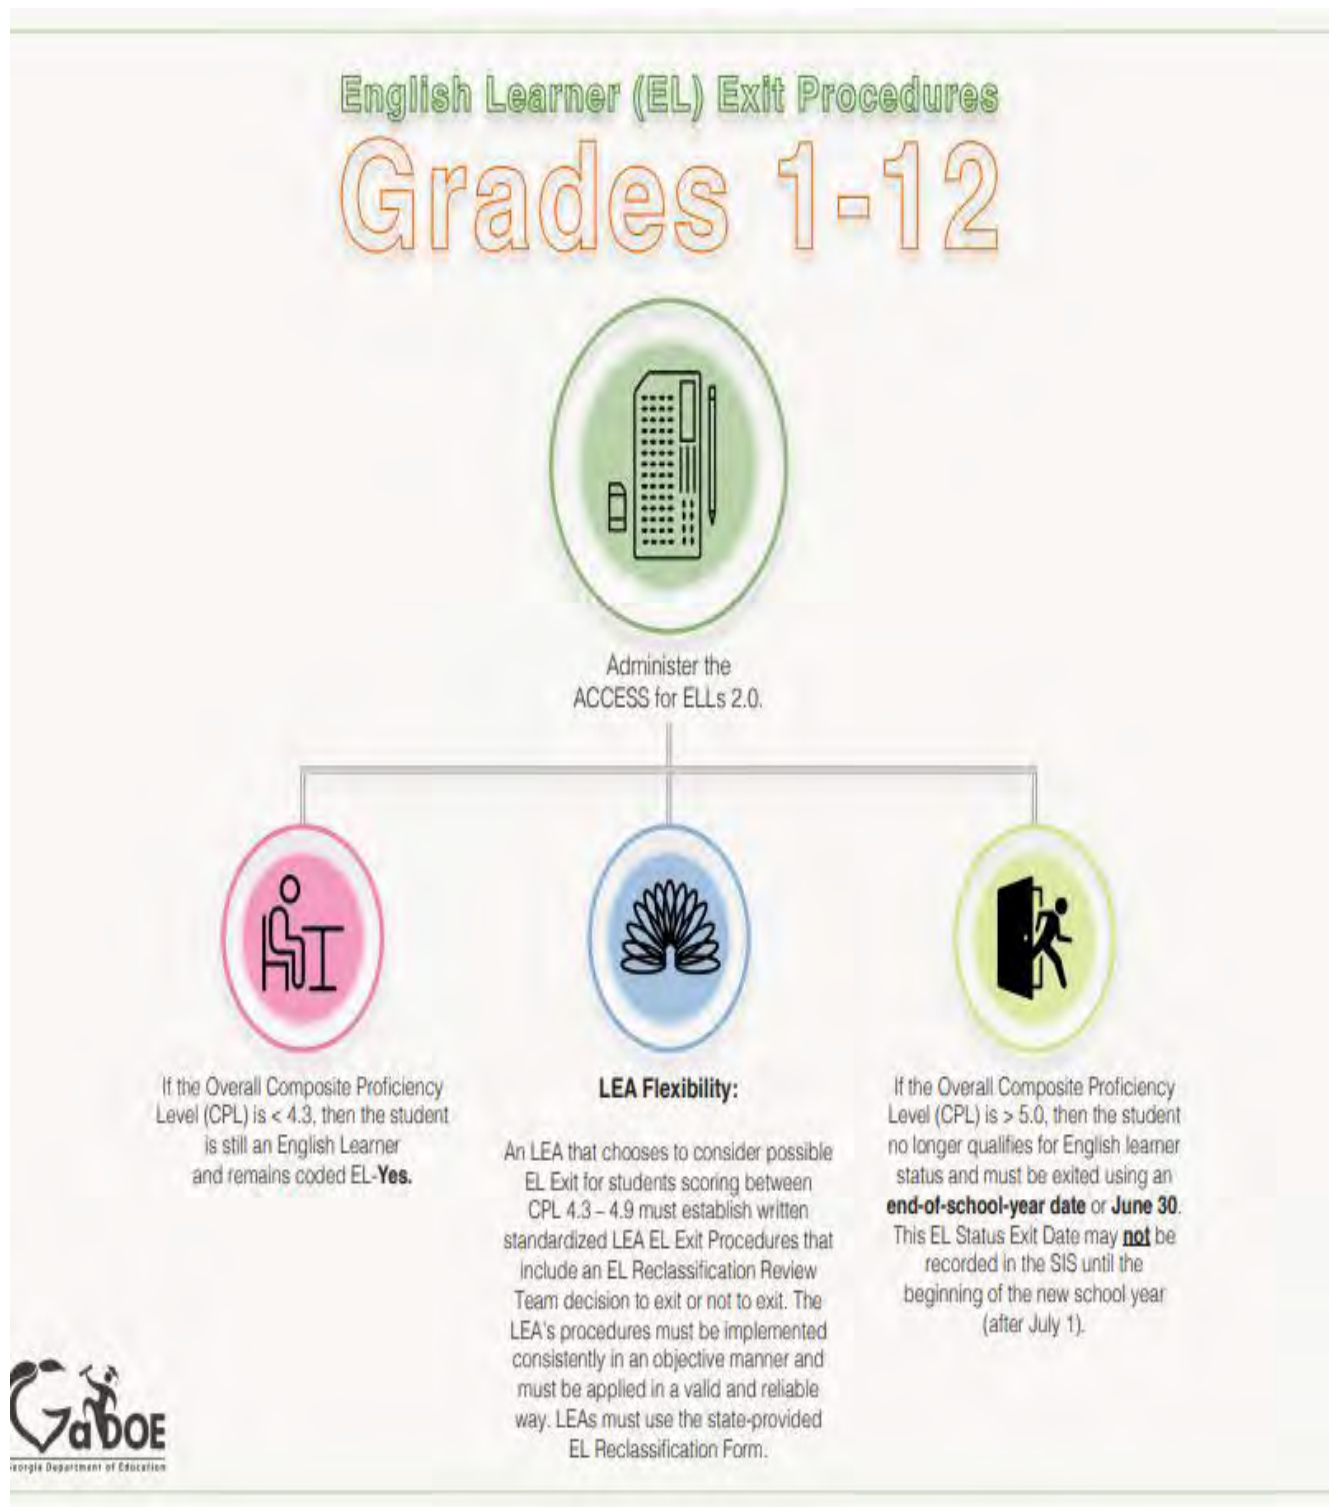 English Learner (EL) Exit Procedures
Grades 1-12
Administer the
ACCESS for ELLs 2.0.
If the Overall Composite Proficiency
Level (CPL) is < 4.3, then the student
is still an English Learner
and remains coded EL-Yes.
LEA Flexibility:
An LEA that chooses to consider possible
EL Exit for students scoring between
CPL 4.3 – 4.9 must establish written
standardized LEA EL Exit Procedures that
include an EL Reclassification Review
Team decision to exit or not to exit. The
LEA's procedures must be implemented
consistently in an objective manner and
must be applied in a valid and reliable
way. LEAs must use the state-provided
EL Reclassification Form.
If the Overall Composite Proficiency
Level (CPL) is > 5.0, then the student
no longer qualifies for English learner
status and must be exited using an
end-of-school-year date or June 30.
This EL Status Exit Date may not be
recorded in the SIS until the
beginning of the new school year
(after July 1).
GaDOE
Georgia Department of Education